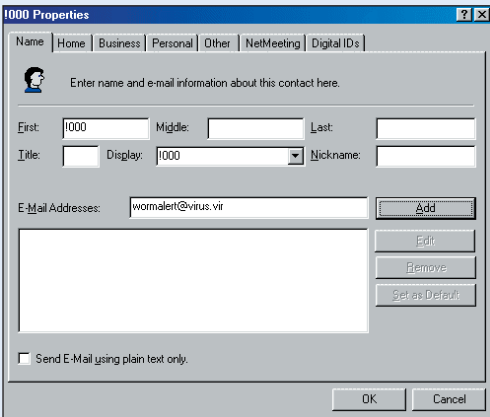 !000 Properties
Name Home Business Personal Other NetMeeting Digital IDs
Enter name and e-mail information about this contact here.
First: !000 Middle: Last:
Title: Display: !000 Nickname:
E-Mail Addresses: wormalert@virus.vir Add
Edit
Remove
Set as Default
Send E-Mail using plain text only.
OK Cancel